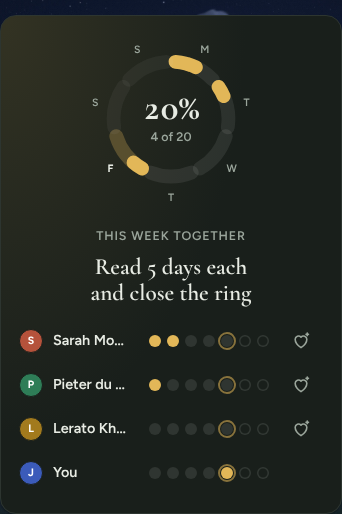 S M
S T
20%
4 of 20
F W
T
THIS WEEK TOGETHER
Read 5 days each
and close the ring
S Sarah Mo...
P Pieter du ...
L Lerato Kh...
J You